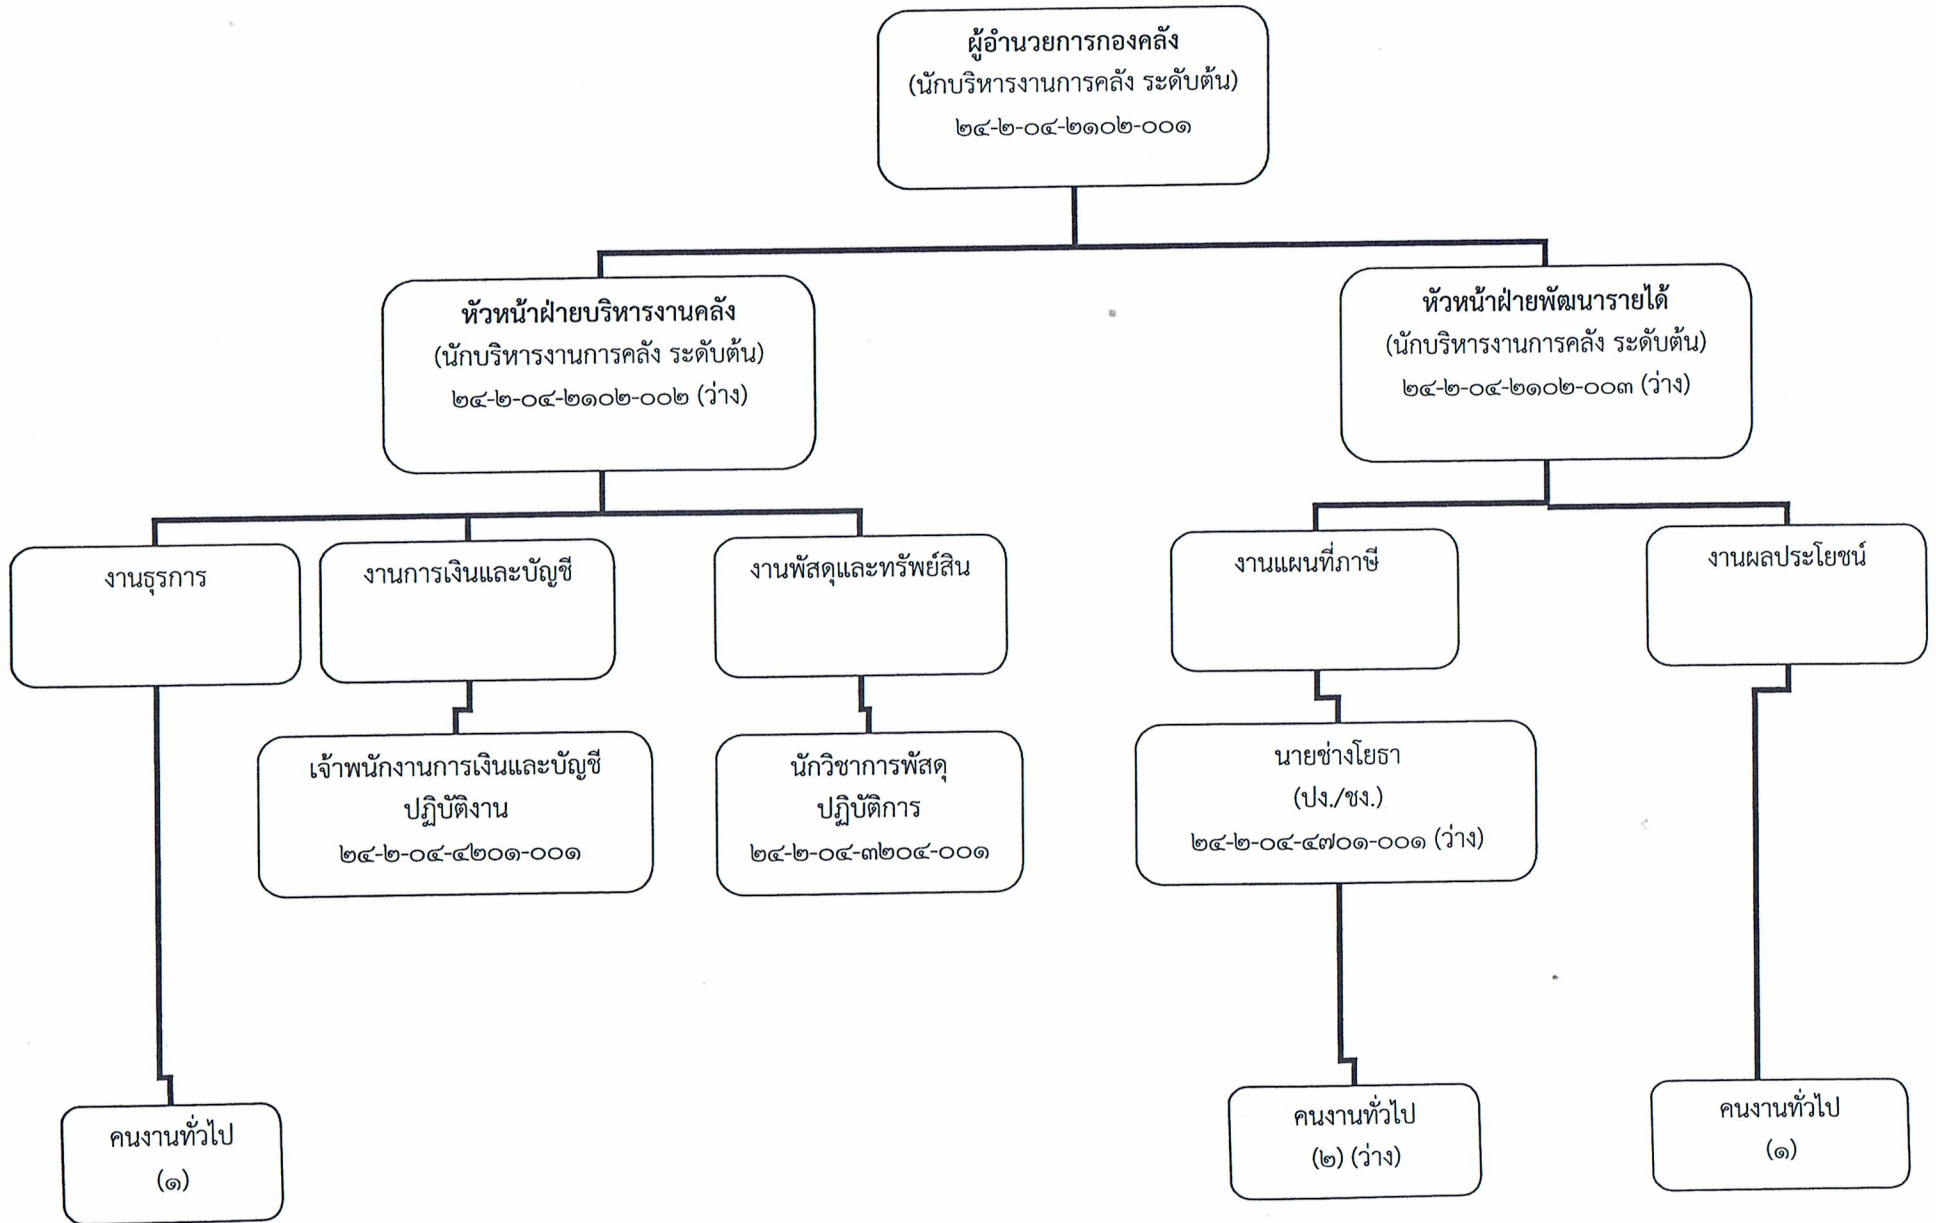 ผู้อำนวยการกองคลัง
(นักบริหารงานการคลัง ระดับต้น)
๒๔-๒-๐๔-๒๑๐๒-๐๐๑
หัวหน้าฝ่ายบริหารงานคลัง
(นักบริหารงานการคลัง ระดับต้น)
๒๔-๒-๐๔-๒๑๐๒-๐๐๒ (ว่าง)
หัวหน้าฝ่ายพัฒนารายได้
(นักบริหารงานการคลัง ระดับต้น)
๒๔-๒-๐๔-๒๑๐๒-๐๐๓ (ว่าง)
งานธุรการ
งานการเงินและบัญชี
งานพัสดุและทรัพย์สิน
งานแผนที่ภาษี
งานผลประโยชน์
เจ้าพนักงานการเงินและบัญชี
ปฏิบัติงาน
๒๔-๒-๐๔-๔๒๐๑-๐๐๑
นักวิชาการพัสดุ
ปฏิบัติการ
๒๔-๒-๐๔-๓๒๐๔-๐๐๑
นายช่างโยธา
(ปง./ชง.)
๒๔-๒-๐๔-๔๗๐๑-๐๐๑ (ว่าง)
คนงานทั่วไป
(๑)
คนงานทั่วไป
(๒) (ว่าง)
คนงานทั่วไป
(๑)